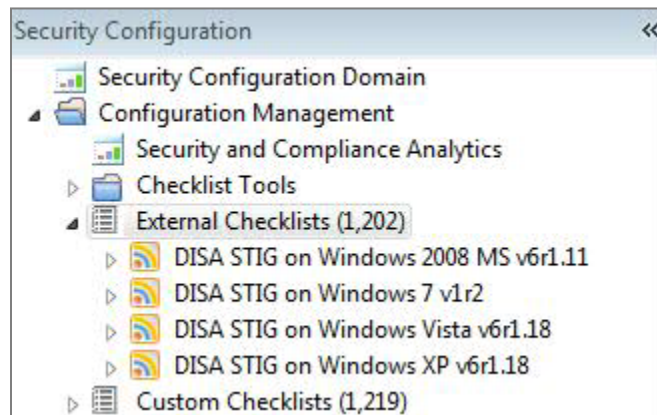 Security Configuration
Security Configuration Domain
Configuration Management
Security and Compliance Analytics
Checklist Tools
External Checklists (1,202)
DISA STIG on Windows 2008 MS v6r1.11
DISA STIG on Windows 7 v1r2
DISA STIG on Windows Vista v6r1.18
DISA STIG on Windows XP v6r1.18
Custom Checklists (1,219)